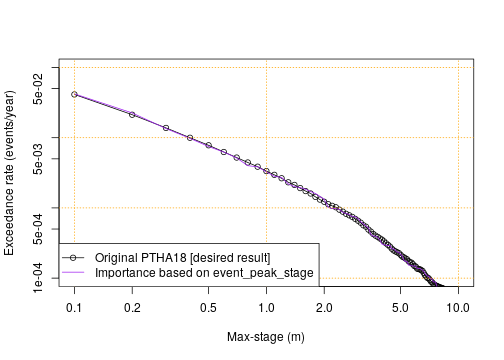 Exceedance rate (events/year)
5e-02
5e-03
5e-04
1e-04
Original PTHA18 [desired result]
Importance based on event_peak_stage
0.1 0.2 0.5 1.0 2.0 5.0 10.0
Max-stage (m)